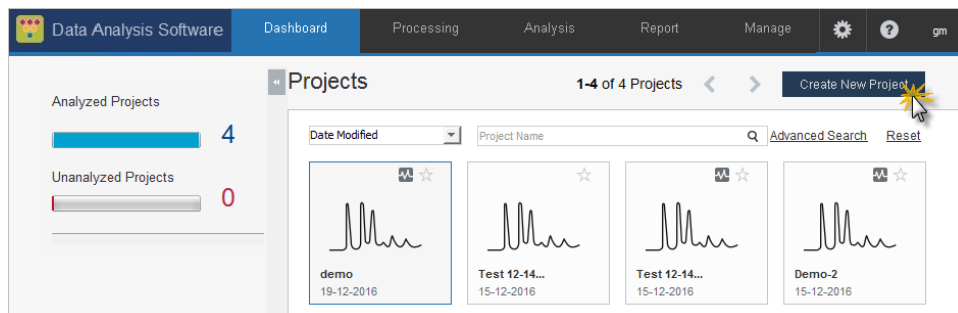 Data Analysis Software
Dashboard
Processing
Analysis
Report
Manage
?
gm
Analyzed Projects
4
Unanalyzed Projects
0
Projects
1-4 of 4 Projects
Create New Project
Date Modified
Project Name
Advanced Search
Reset
demo
19-12-2016
Test 12-14...
15-12-2016
Test 12-14...
15-12-2016
Demo-2
15-12-2016